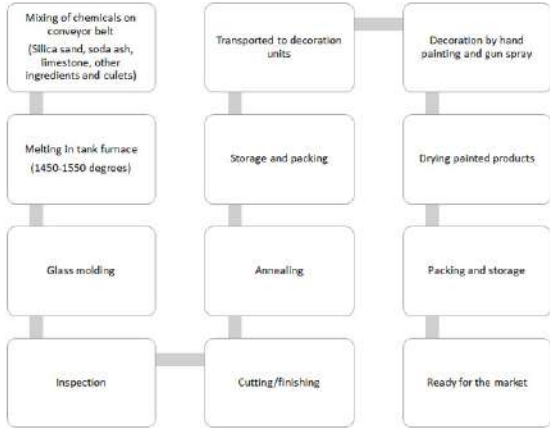 Mixing of chemicals on
conveyor belt
(Silica sand, soda ash,
limestone, other
ingredients and culets)
Melting in tank furnace
(1450-1550 degrees)
Glass molding
Inspection
Cutting/finishing
Annealing
Storage and packing
Transported to decoration
units
Decoration by hand
painting and gun spray
Drying painted products
Packing and storage
Ready for the market